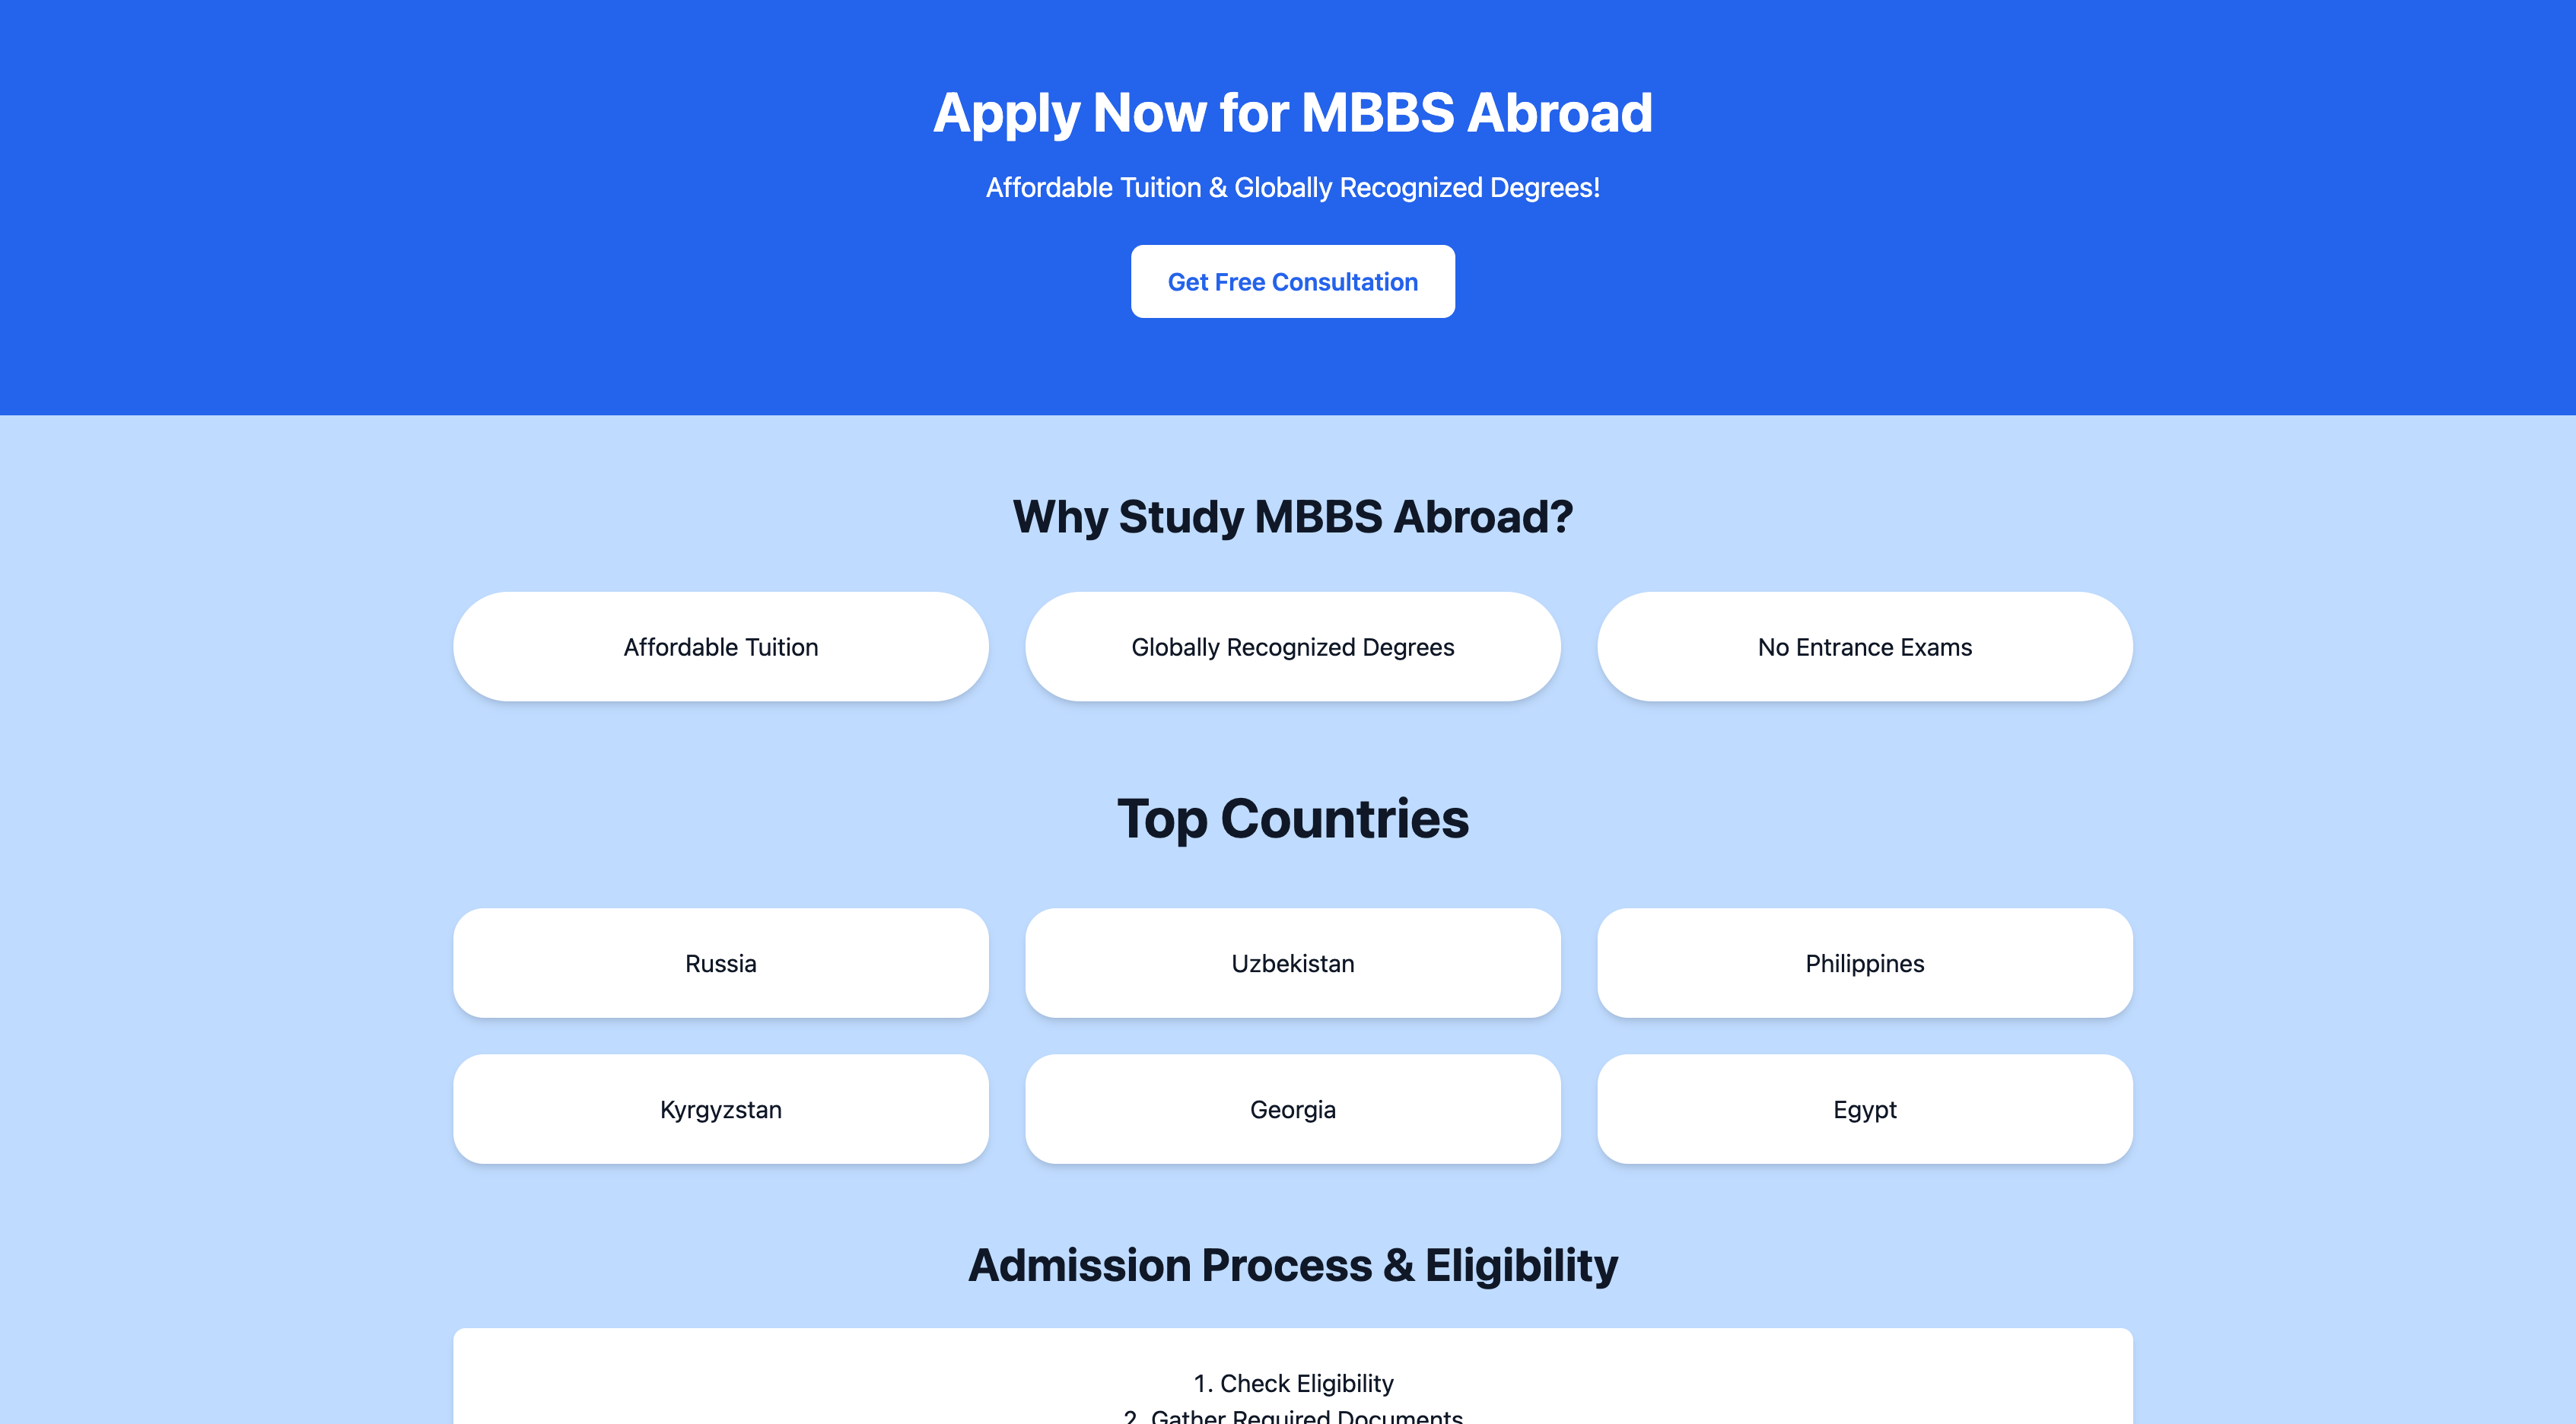 Apply Now for MBBS Abroad
Affordable Tuition & Globally Recognized Degrees!
Get Free Consultation
Why Study MBBS Abroad?
Affordable Tuition
Globally Recognized Degrees
No Entrance Exams
Top Countries
Russia
Uzbekistan
Philippines
Kyrgyzstan
Georgia
Egypt
Admission Process & Eligibility
1. Check Eligibility
2. Gather Required Documents